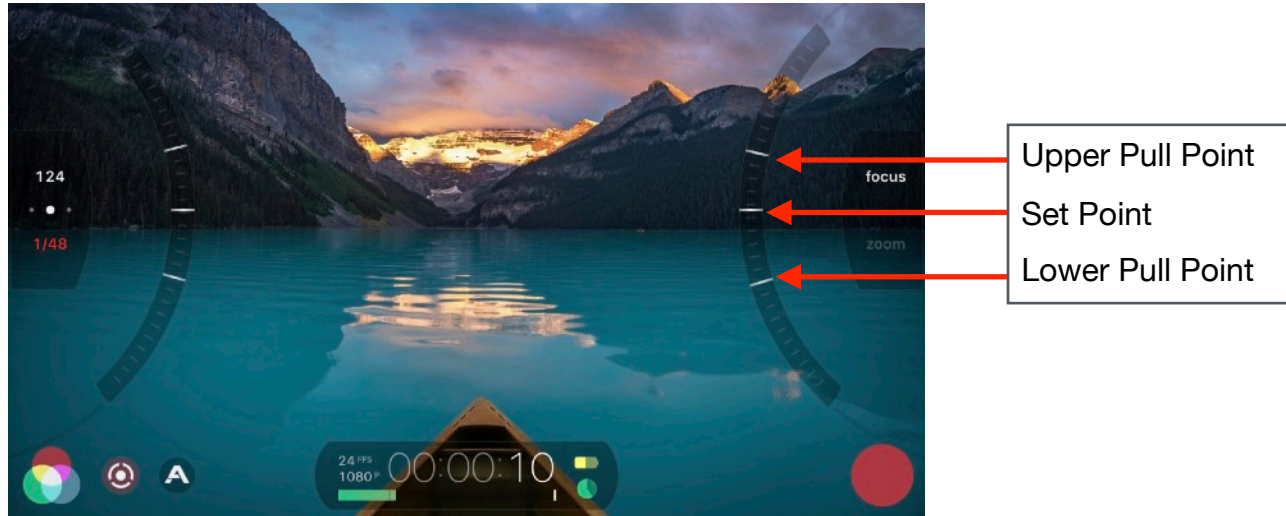 124
1/48
focus
zoom
Upper Pull Point
Set Point
Lower Pull Point
24 FPS
1080 P
00:00:10
A